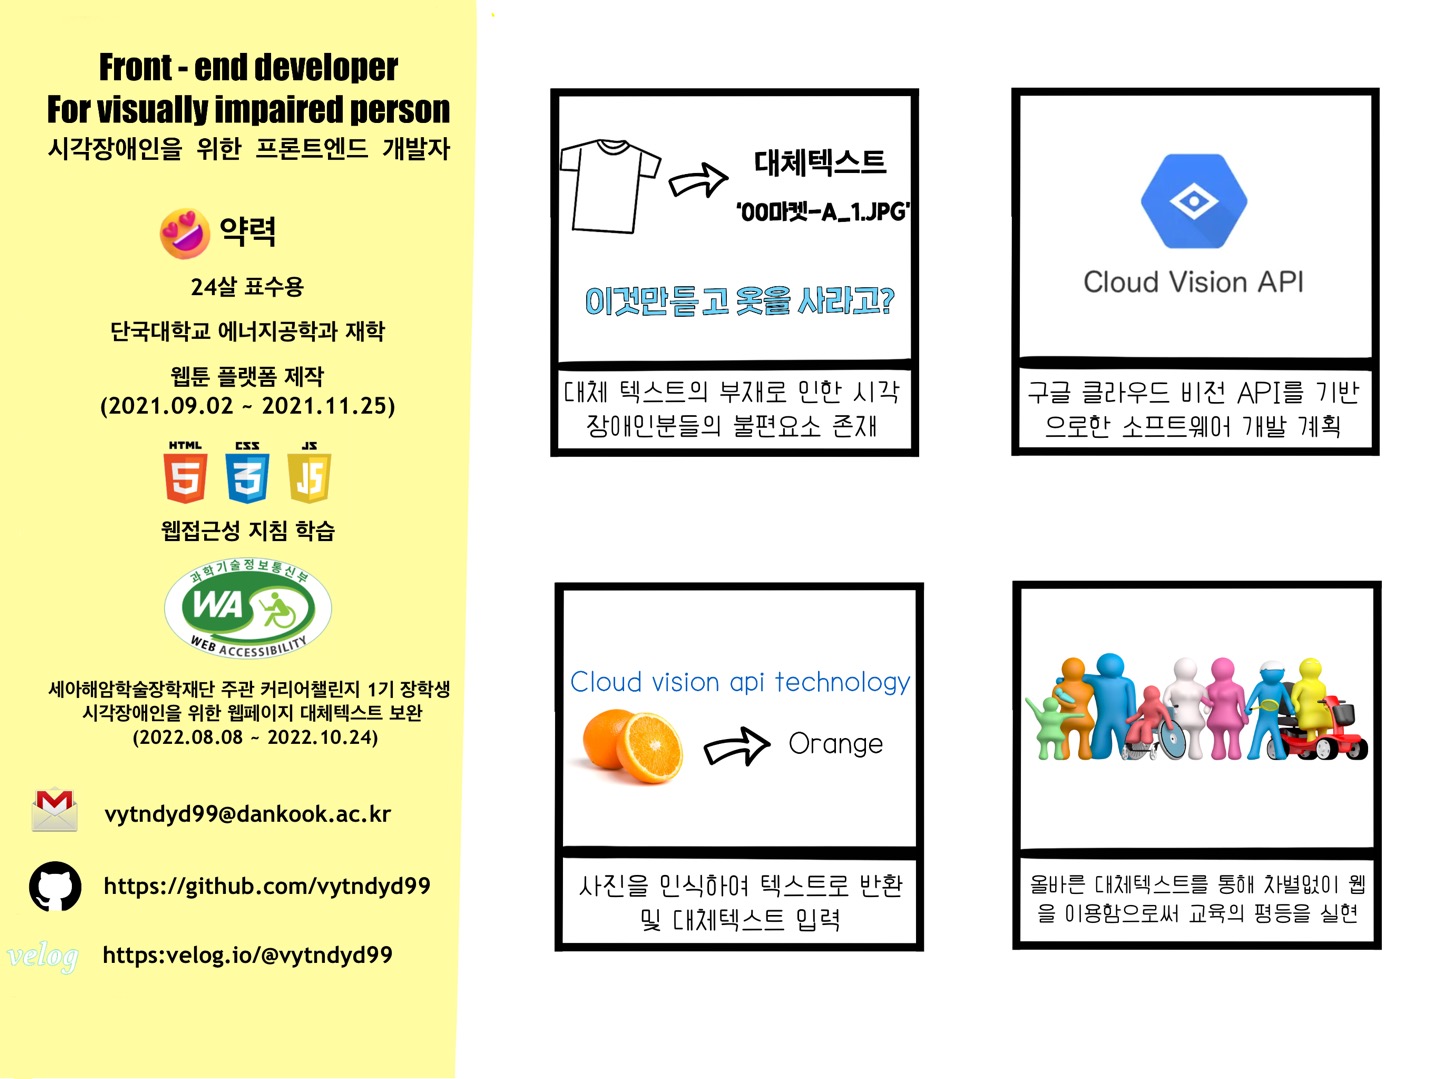 Front - end developer
For visually impaired person
시각장애인을 위한 프론트엔드 개발자
약력
24살 표수용
단국대학교 에너지공학과 재학
웹툰 플랫폼 제작
(2021.09.02 ~ 2021.11.25)
HTML CSS JS
5 3 JS
웹접근성 지침 학습
과학기술정보통신부
WA
WEB ACCESSIBILITY
세아해암학술장학재단 주관 커리어챌린지 1기 장학생
시각장애인을 위한 웹페이지 대체텍스트 보완
(2022.08.08 ~ 2022.10.24)
vytndyd99@dankook.ac.kr
https://github.com/vytndyd99
velog https:velog.io/@vytndyd99
대체텍스트
'00마켓-A_1.JPG'
이것만듣고 옷을 사라고?
대체 텍스트의 부재로 인한 시각
장애인분들의 불편요소 존재
Cloud Vision API
구글 클라우드 비전 API를 기반
으로한 소프트웨어 개발 계획
Cloud vision api technology
Orange
사진을 인식하여 텍스트로 반환
및 대체텍스트 입력
올바른 대체텍스트를 통해 차별없이 웹
을 이용함으로써 교육의 평등을 실현